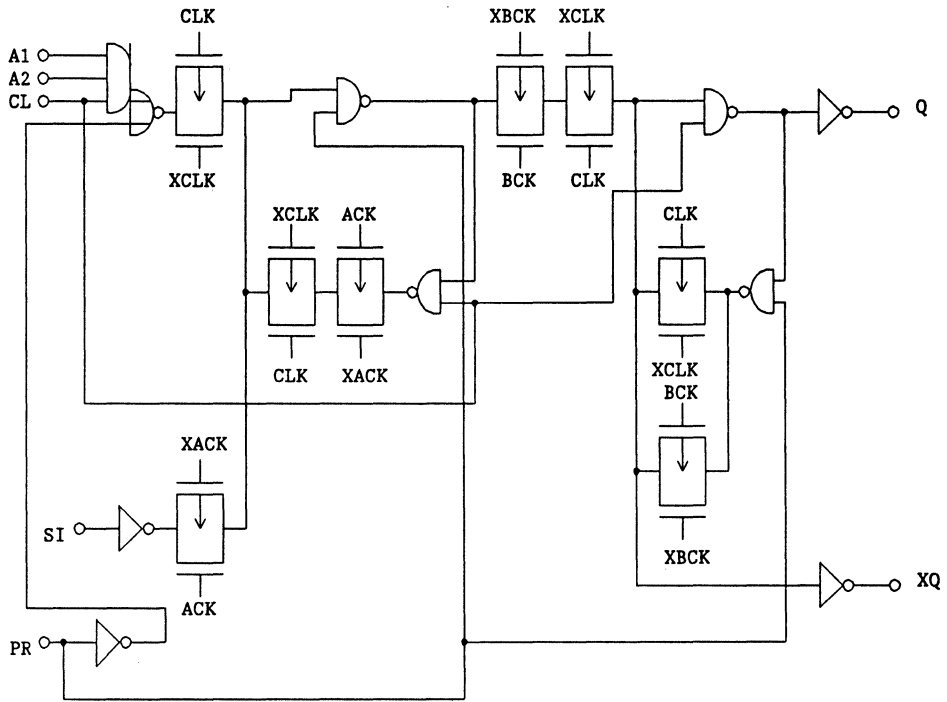 CLK
XBCK XCLK
A1
A2
CL
Q
XCLK
BCK CLK
XCLK ACK
CLK
CLK XACK
XCLK
BCK
XACK
SI
XBCK
ACK
XQ
PR